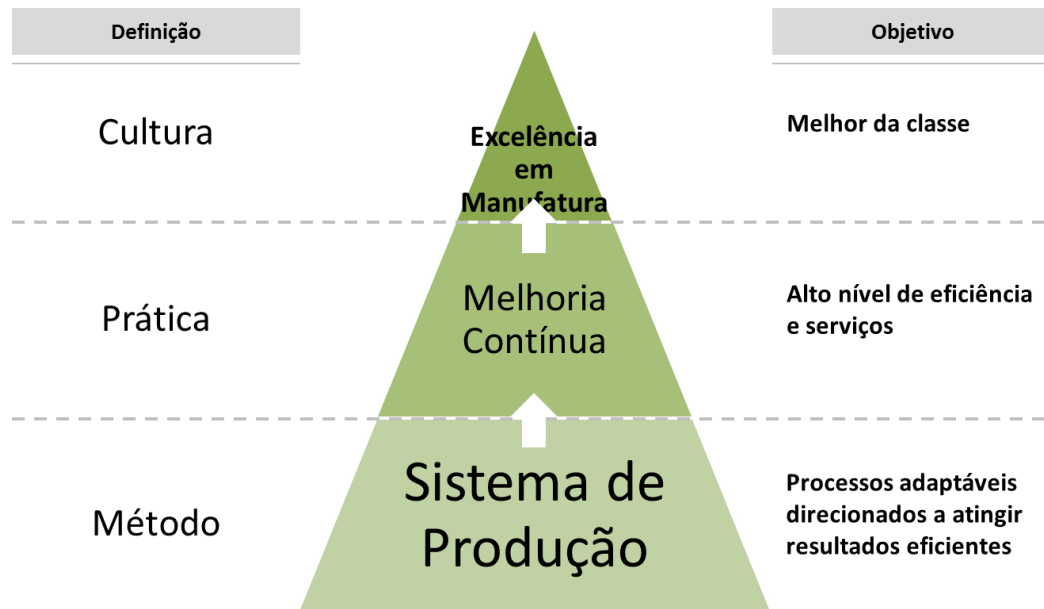 Definição
Objetivo
Cultura
Excelência
em
Manufatura
Melhor da classe
Prática
Melhoria
Contínua
Alto nível de eficiência
e serviços
Método
Sistema de
Produção
Processos adaptáveis
direcionados a atingir
resultados eficientes